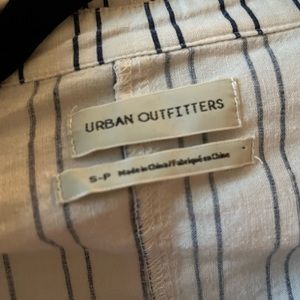 URBAN OUTFITTERS
S-P Made in China/Fabriqué en Chine